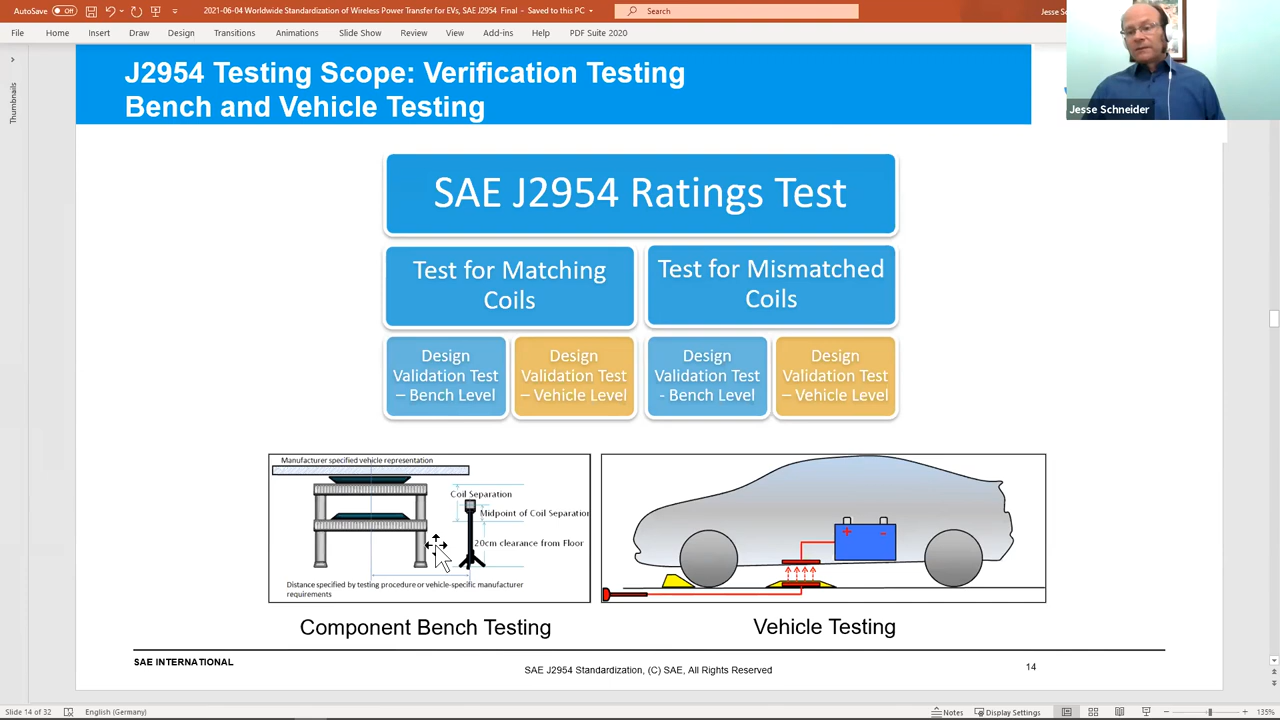 AutoSave Off 2021-06-04 Worldwide Standardization of Wireless Power Transfer for EVs, SAE J2954 Final - Saved to this PC Search Jesse
File Home Insert Draw Design Transitions Animations Slide Show Review View Add-ins Help PDF Suite 2020
Thumbnails
J2954 Testing Scope: Verification Testing
Bench and Vehicle Testing
Jesse Schneider
SAE J2954 Ratings Test
Test for Matching
Coils
Test for Mismatched
Coils
Design
Validation Test
– Bench Level
Design
Validation Test
– Vehicle Level
Design
Validation Test
- Bench Level
Design
Validation Test
– Vehicle Level
Manufacturer specified vehicle representation
Coil Separation
Midpoint of Coil Separation
20cm clearance from Floor
Distance specified by testing procedure or vehicle-specific manufacturer
requirements
+ -
Component Bench Testing
Vehicle Testing
SAE INTERNATIONAL
SAE J2954 Standardization, (C) SAE, All Rights Reserved
14
Slide 14 of 32 English (Germany) Notes Display Settings 135%